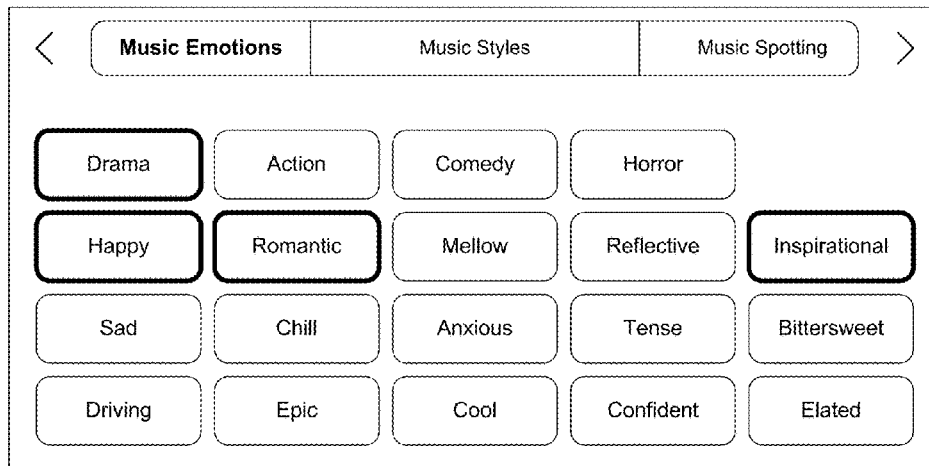 Music Emotions Music Styles Music Spotting
Drama Action Comedy Horror
Happy Romantic Mellow Reflective Inspirational
Sad Chill Anxious Tense Bittersweet
Driving Epic Cool Confident Elated